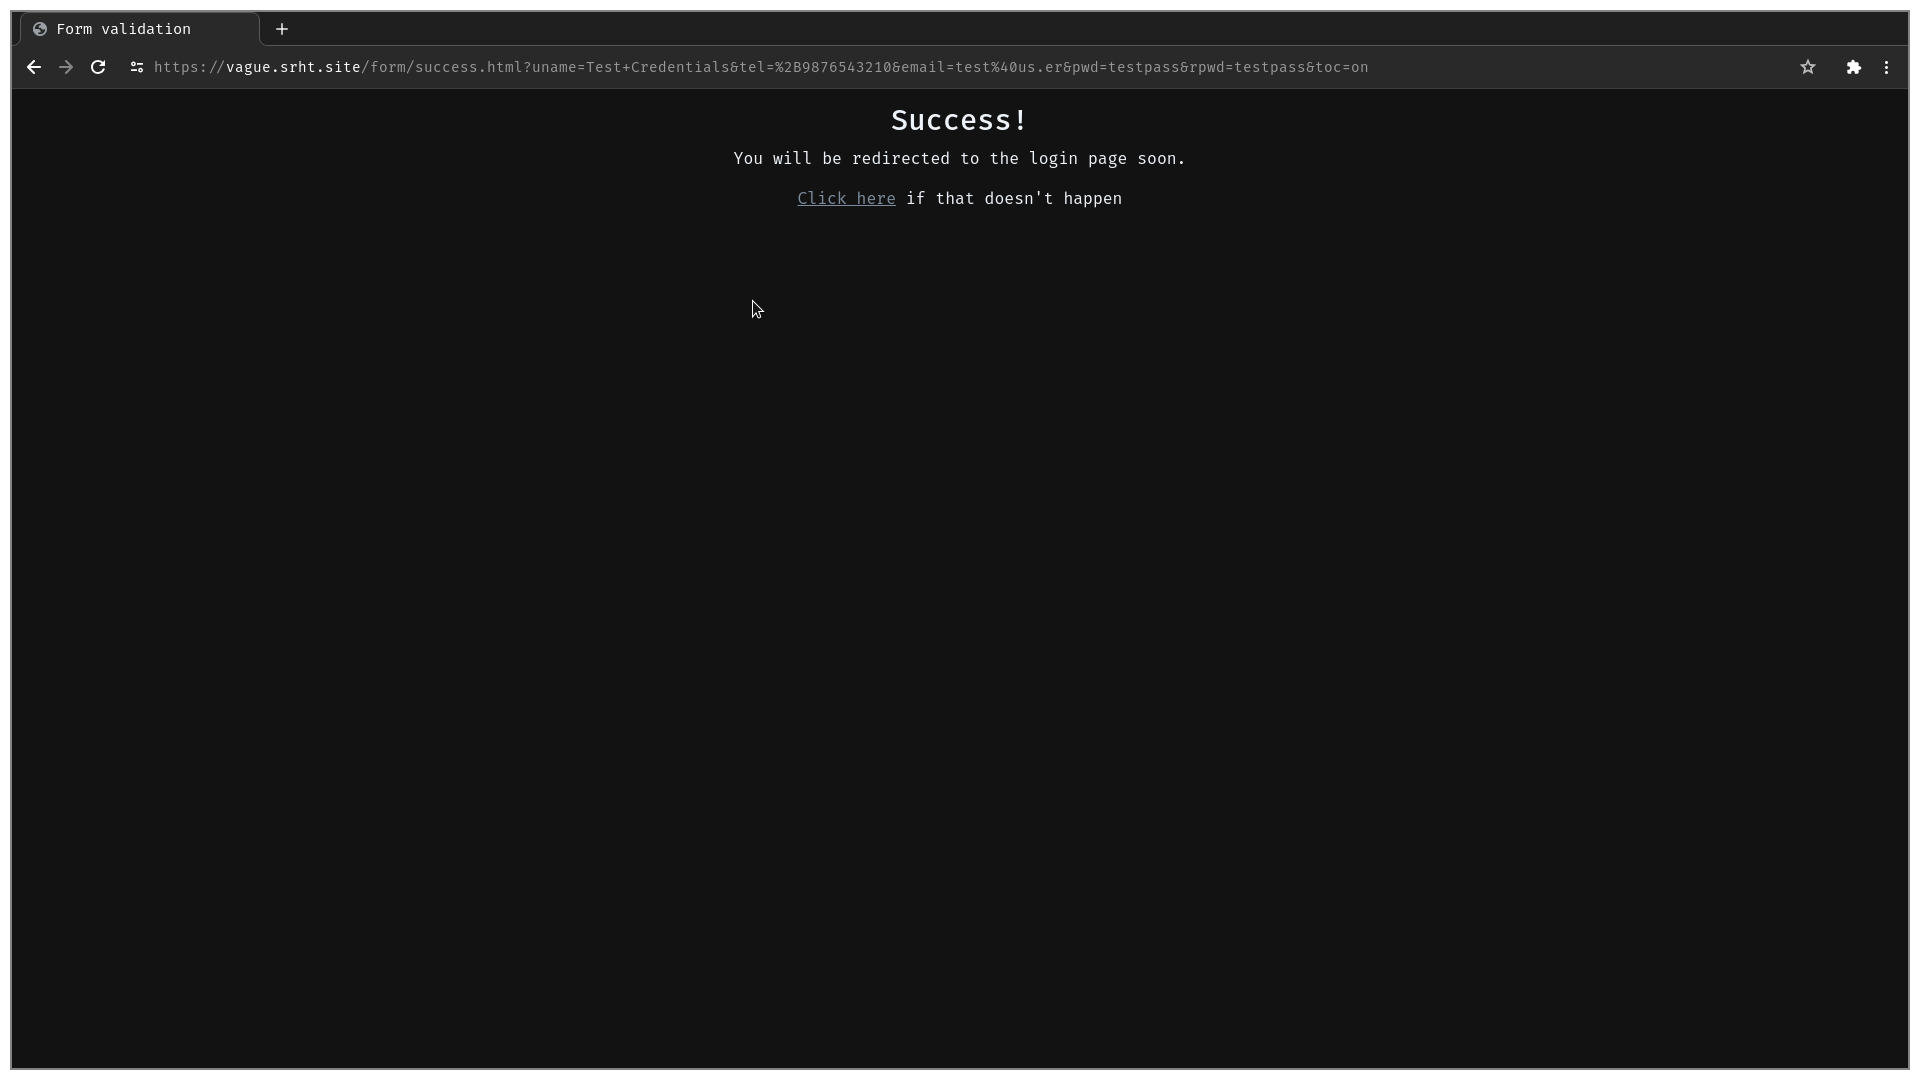 Form validation
https://vague.srht.site/form/success.html?uname=Test+Credentials&tel=%2B9876543210&email=test%40us.er&pwd=testpass&rpwd=testpass&toc=on
Success!
You will be redirected to the login page soon.
Click here if that doesn't happen